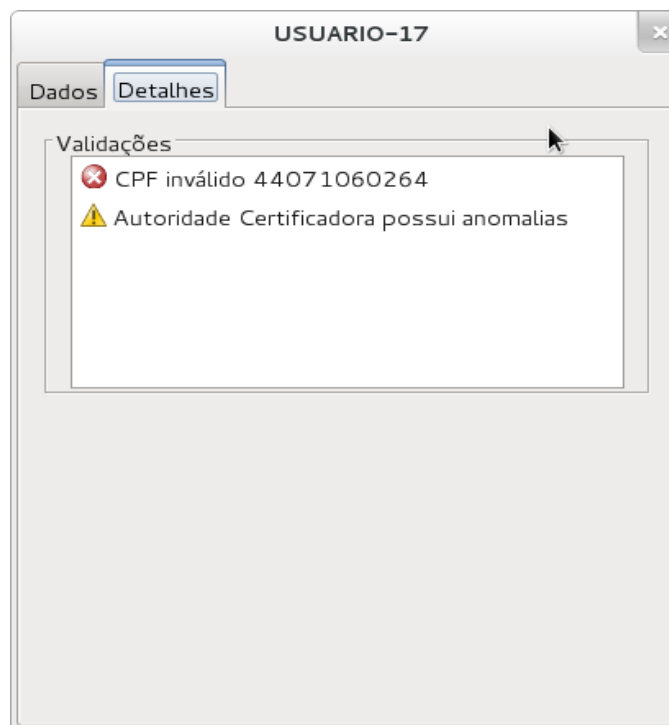 USUARIO-17
Dados Detalhes
Validações
CPF inválido 44071060264
Autoridade Certificadora possui anomalias